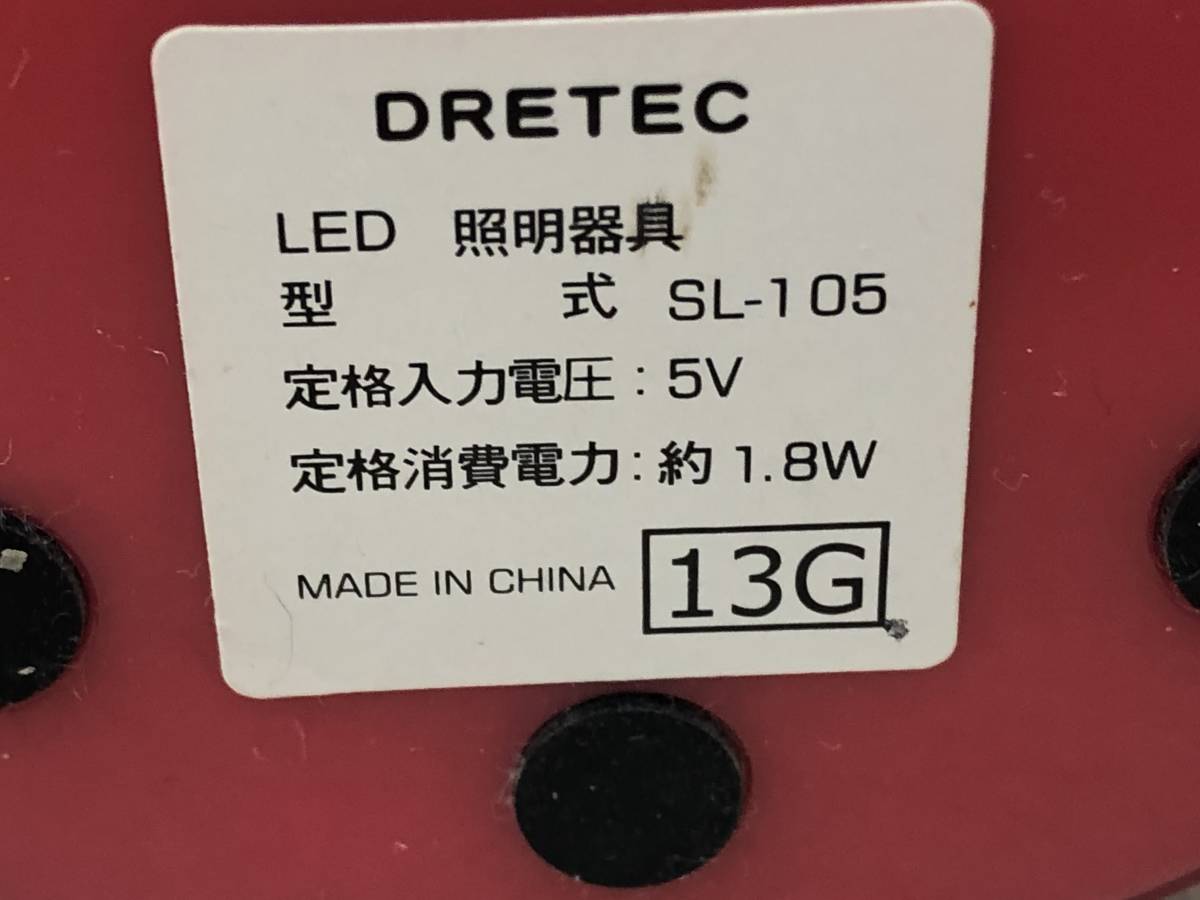 DRETEC
LED 照明器具
型 式 SL-105
定格入力電圧：5V
定格消費電力：約 1.8W
MADE IN CHINA 13G